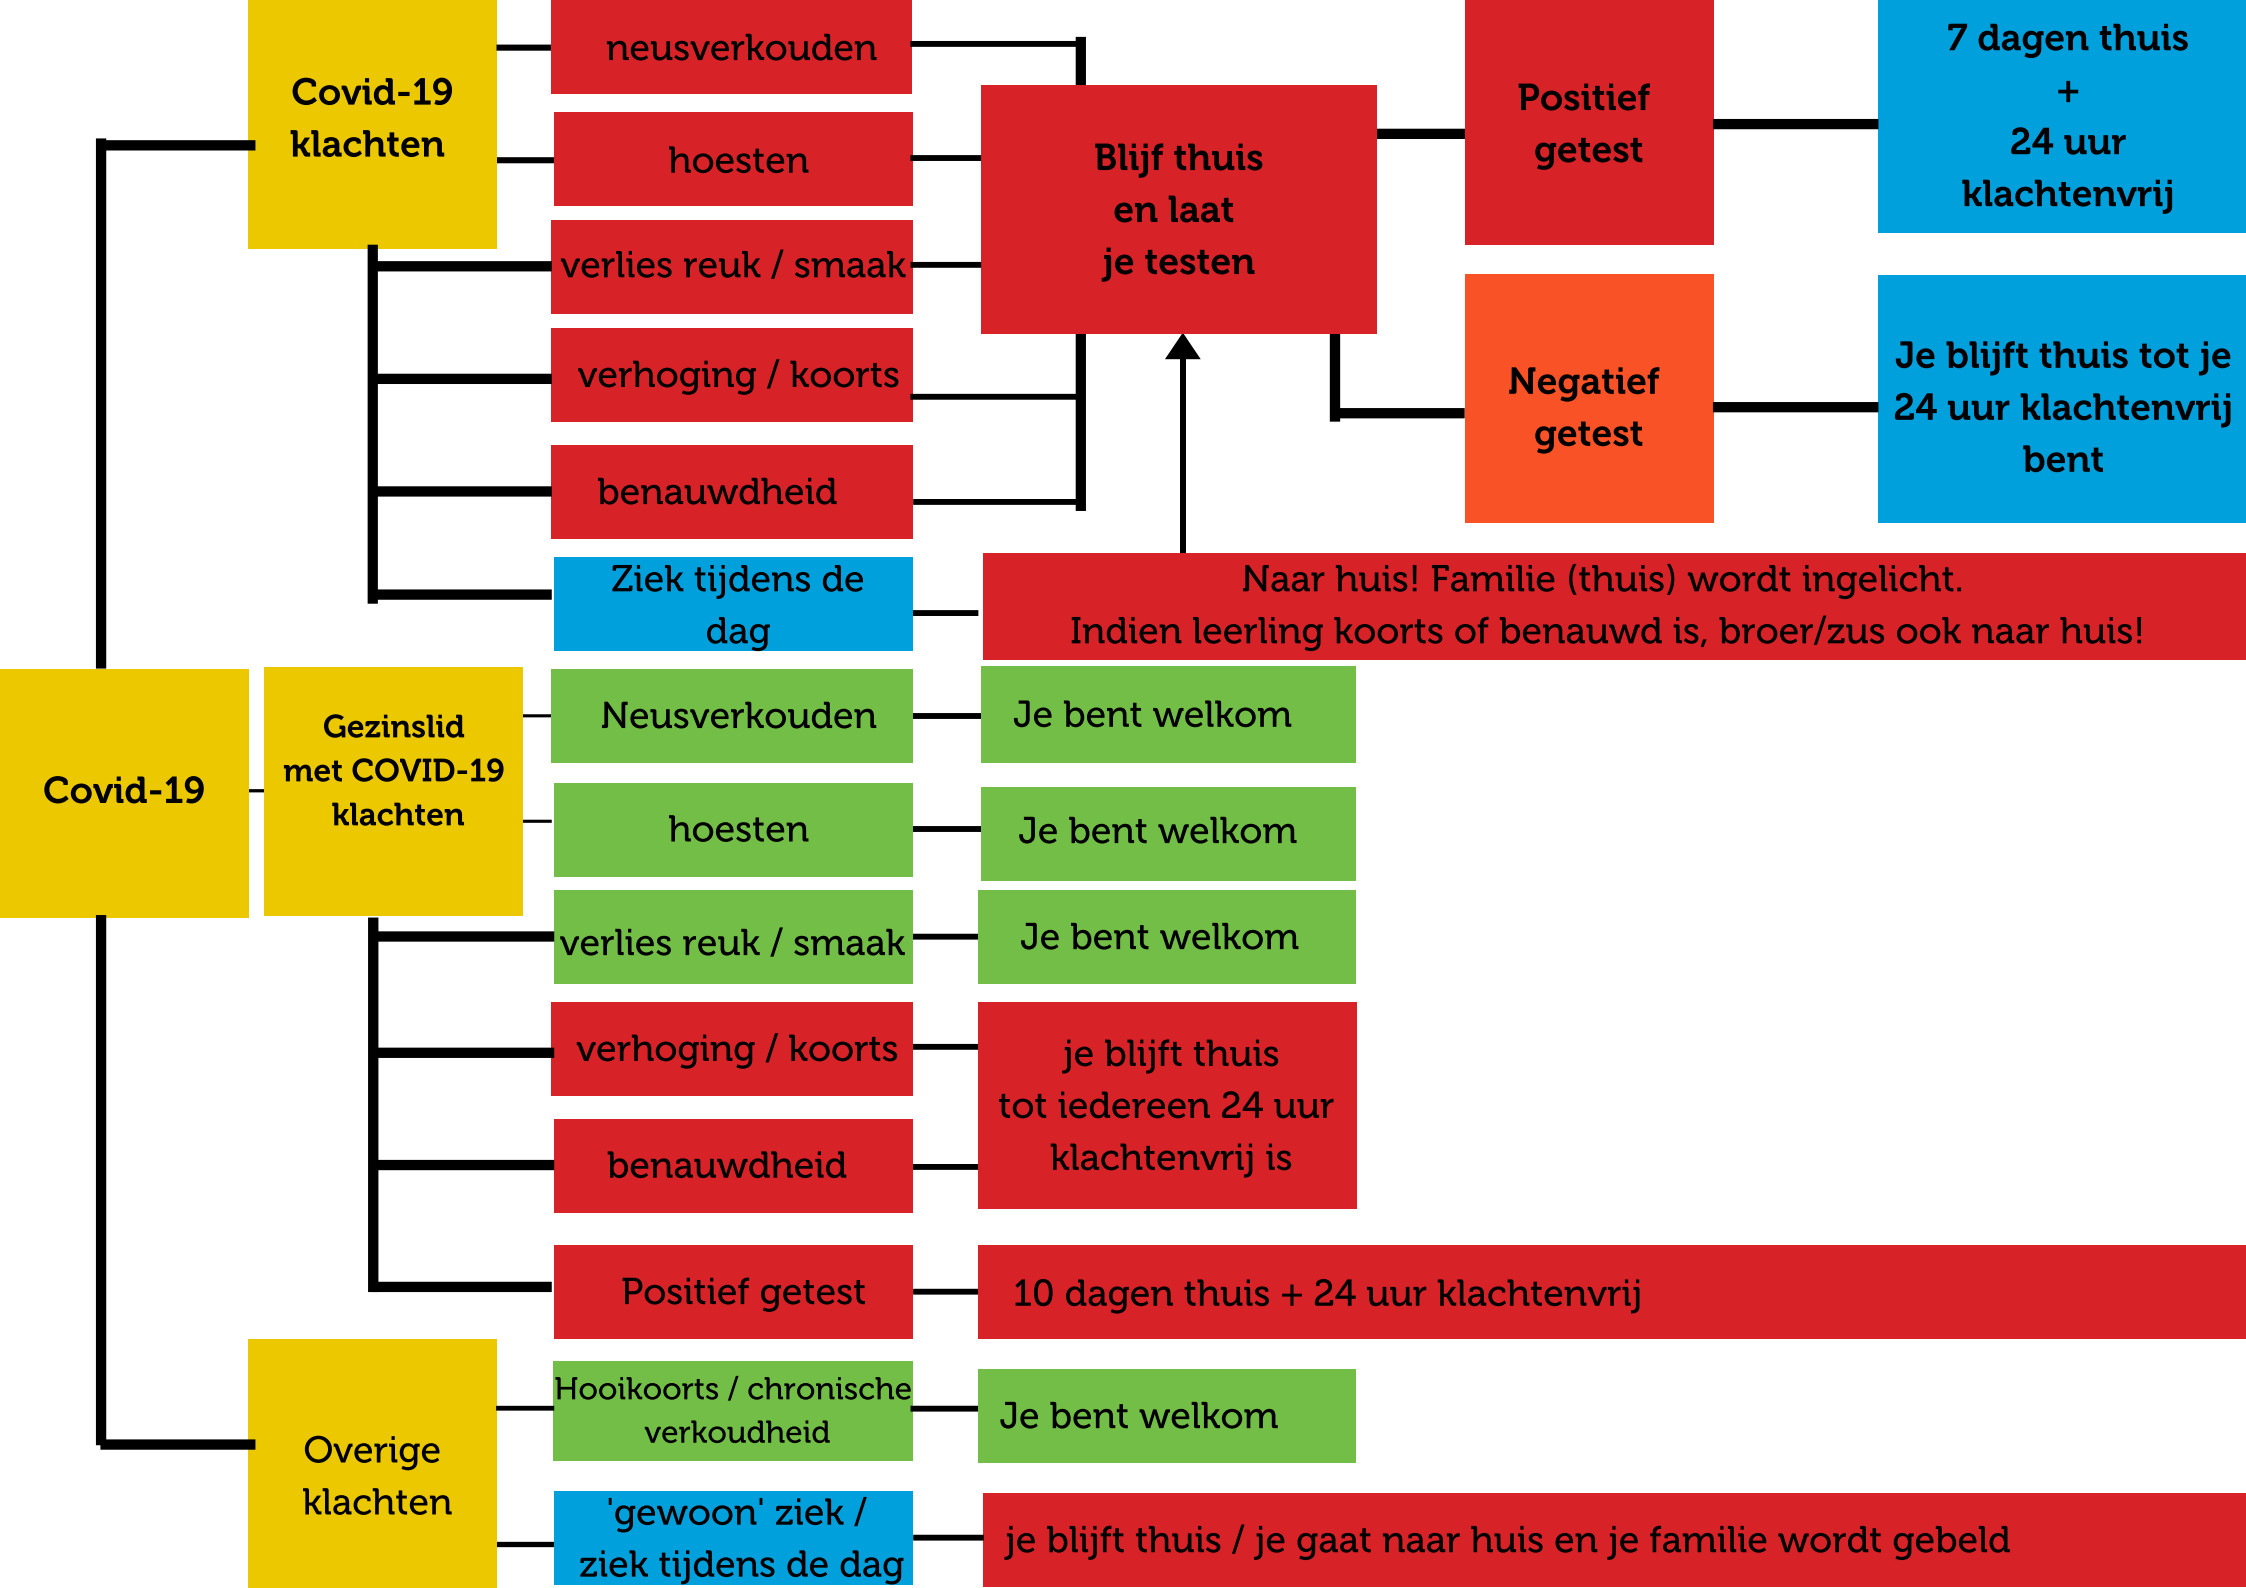 Covid-19
klachten
neusverkouden
hoesten
verlies reuk / smaak
verhoging / koorts
benauwdheid
Ziek tijdens de
dag
Blijf thuis
en laat
je testen
Positief
getest
7 dagen thuis
+
24 uur
klachtenvrij
Negatief
getest
Je blijft thuis tot je
24 uur klachtenvrij
bent
Naar huis! Familie (thuis) wordt ingelicht.
Indien leerling koorts of benauwd is, broer/zus ook naar huis!
Covid-19
Gezinslid
met COVID-19
klachten
Neusverkouden
Je bent welkom
hoesten
Je bent welkom
verlies reuk / smaak
Je bent welkom
verhoging / koorts
benauwdheid
je blijft thuis
tot iedereen 24 uur
klachtenvrij is
Positief getest
10 dagen thuis + 24 uur klachtenvrij
Overige
klachten
Hooikoorts / chronische
verkoudheid
Je bent welkom
'gewoon' ziek /
ziek tijdens de dag
je blijft thuis / je gaat naar huis en je familie wordt gebeld